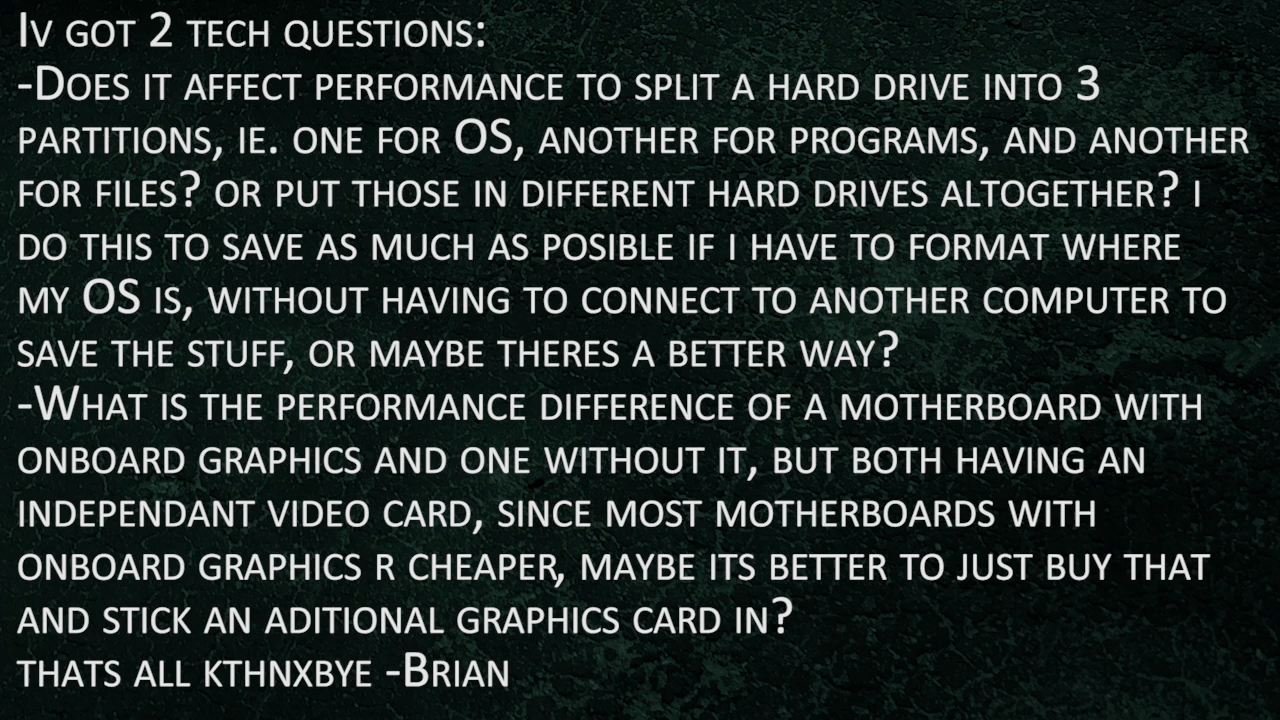 Iv got 2 tech questions:
-Does it affect performance to split a hard drive into 3
partitions, ie. one for OS, another for programs, and another
for files? or put those in different hard drives altogether? i
do this to save as much as posible if i have to format where
my OS is, without having to connect to another computer to
save the stuff, or maybe theres a better way?
-What is the performance difference of a motherboard with
onboard graphics and one without it, but both having an
independant video card, since most motherboards with
onboard graphics r cheaper, maybe its better to just buy that
and stick an aditional graphics card in?
thats all kthnxbye -Brian